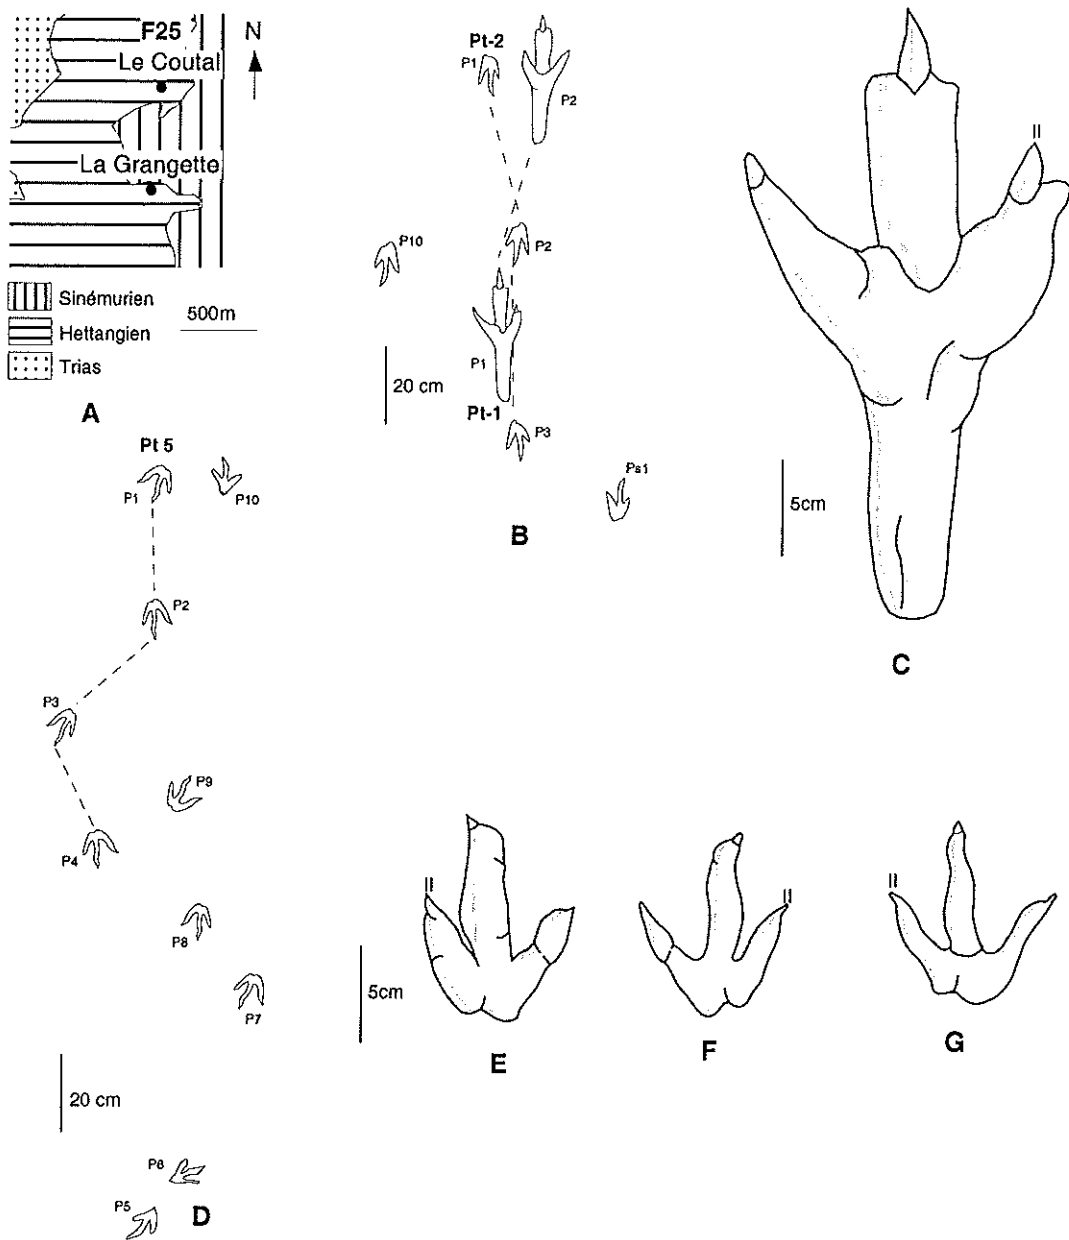 F25
N
Le Coutal
La Grangette
Sinémurien
Hettangien
Trias
500m
A
Pt-2
P1
P2
P10
P2
P1
20 cm
Pt-1
P3
Ps1
B
II
5cm
C
Pt 5
P1
P10
P2
P3
P9
P4
P8
P7
20 cm
P6
P5
D
II
II
II
5cm
E
F
G